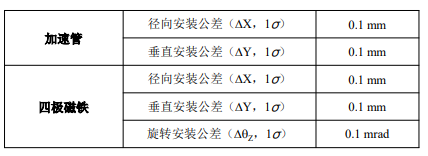 加速管
径向安装公差（ΔX，1σ） 0.1 mm
垂直安装公差（ΔY，1σ） 0.1 mm
四极磁铁
径向安装公差（ΔX，1σ） 0.1 mm
垂直安装公差（ΔY，1σ） 0.1 mm
旋转安装公差（Δθz，1σ） 0.1 mrad